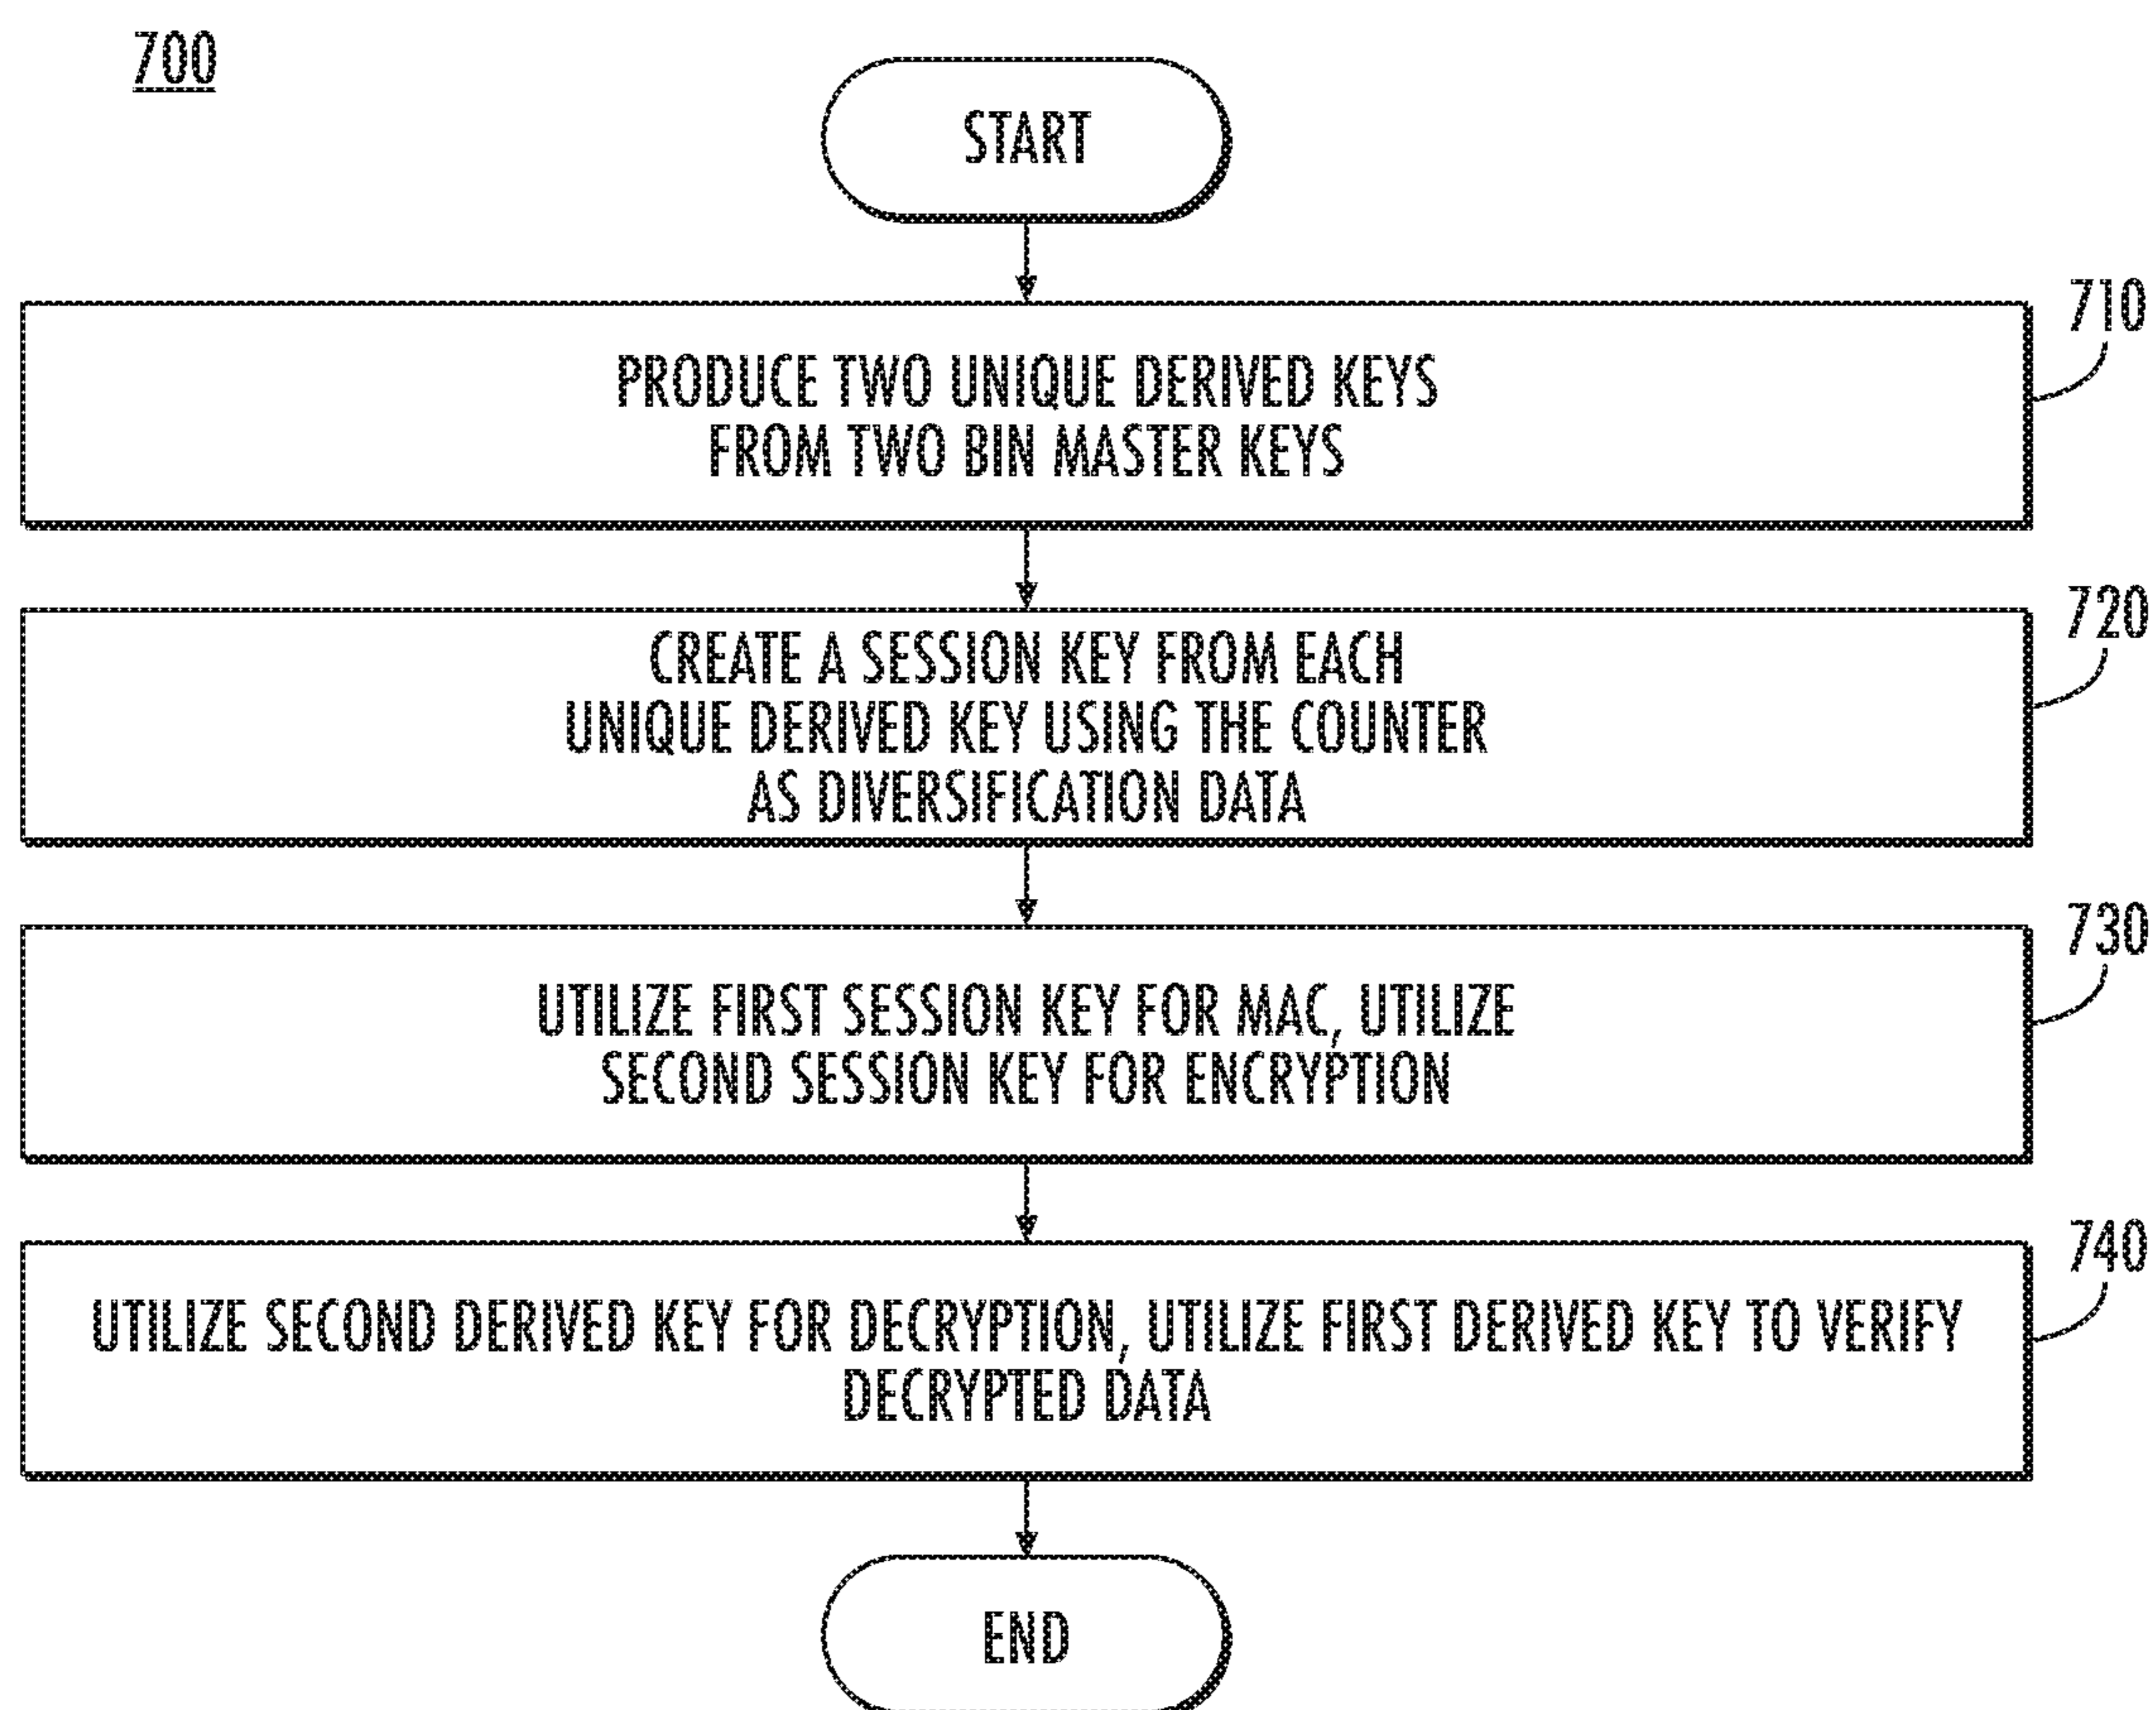 700
START
710
PRODUCE TWO UNIQUE DERIVED KEYS
FROM TWO BIN MASTER KEYS
720
CREATE A SESSION KEY FROM EACH
UNIQUE DERIVED KEY USING THE COUNTER
AS DIVERSIFICATION DATA
730
UTILIZE FIRST SESSION KEY FOR MAC, UTILIZE
SECOND SESSION KEY FOR ENCRYPTION
740
UTILIZE SECOND DERIVED KEY FOR DECRYPTION, UTILIZE FIRST DERIVED KEY TO VERIFY
DECRYPTED DATA
END